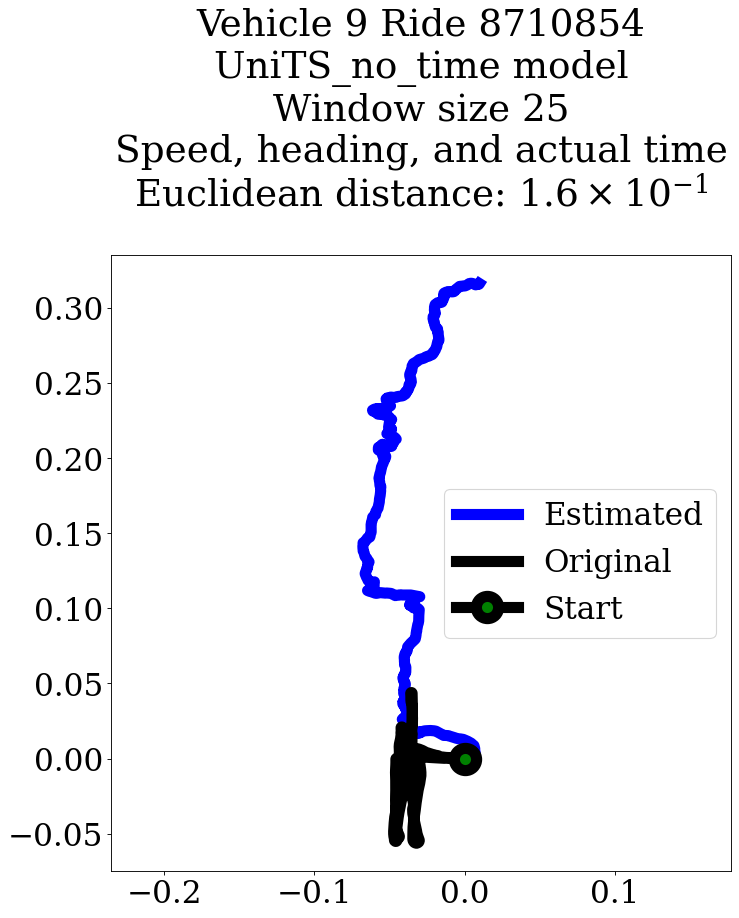 Vehicle 9 Ride 8710854
UniTS_no_time model
Window size 25
Speed, heading, and actual time
Euclidean distance: 1.6 × 10⁻¹
0.30
0.25
0.20
0.15
0.10
0.05
0.00
−0.05
Estimated
Original
Start
−0.2
−0.1
0.0
0.1